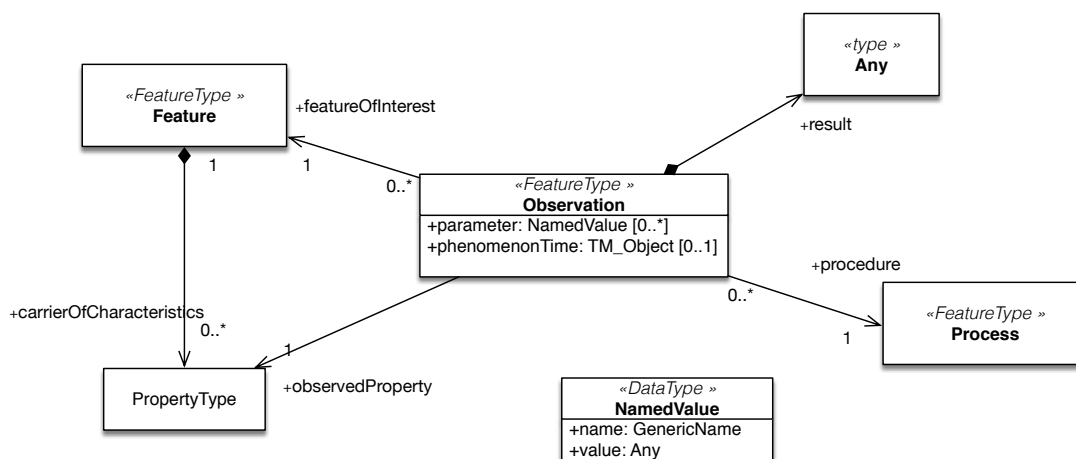 «type »
Any
«FeatureType »
Feature
+featureOfInterest
+result
1
1
0..*
«FeatureType »
Observation
+parameter: NamedValue [0..*]
+phenomenonTime: TM_Object [0..1]
+procedure
0..*
+carrierOfCharacteristics
0..*
«FeatureType »
Process
1
1
PropertyType
+observedProperty
«DataType »
NamedValue
+name: GenericName
+value: Any